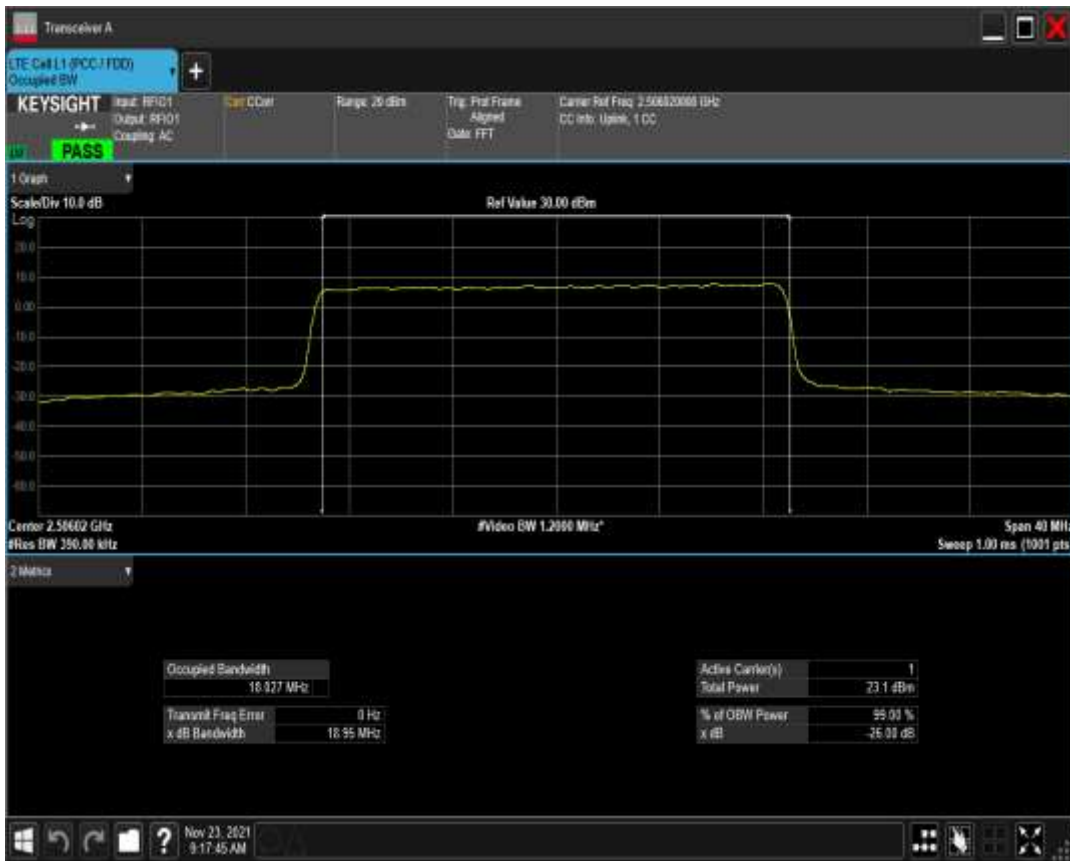 Transceiver A
LTE Cell L1 (PCC / FDD)
Occupied BW
KEYSIGHT
Input: RFIO1
Output: RFIO1
Coupling: AC
Corr CCorr
Range: 20 dBm
Trig: Prdl Frame
Aligned
Gate: FFT
Carrier Ref Freq: 2.506020000 GHz
CC Info: Uplink, 1 CC
PASS
1 Graph
Scale/Div 10.0 dB
Ref Value 30.00 dBm
Log
20.0
10.0
0.00
-10.0
-20.0
-30.0
-40.0
-50.0
-60.0
Center 2.50602 GHz
#Video BW 1.2000 MHz*
Span 40 MHz
#Res BW 390.00 kHz
Sweep 1.00 ms (1001 pts
2 Metrics
Occupied Bandwidth
18.027 MHz
Transmit Freq Error 0 Hz
x dB Bandwidth 18.95 MHz
Active Carrier(s) 1
Total Power 23.1 dBm
% of OBW Power 99.00 %
x dB -26.00 dB
?
Nov 23, 2021
9:17:45 AM